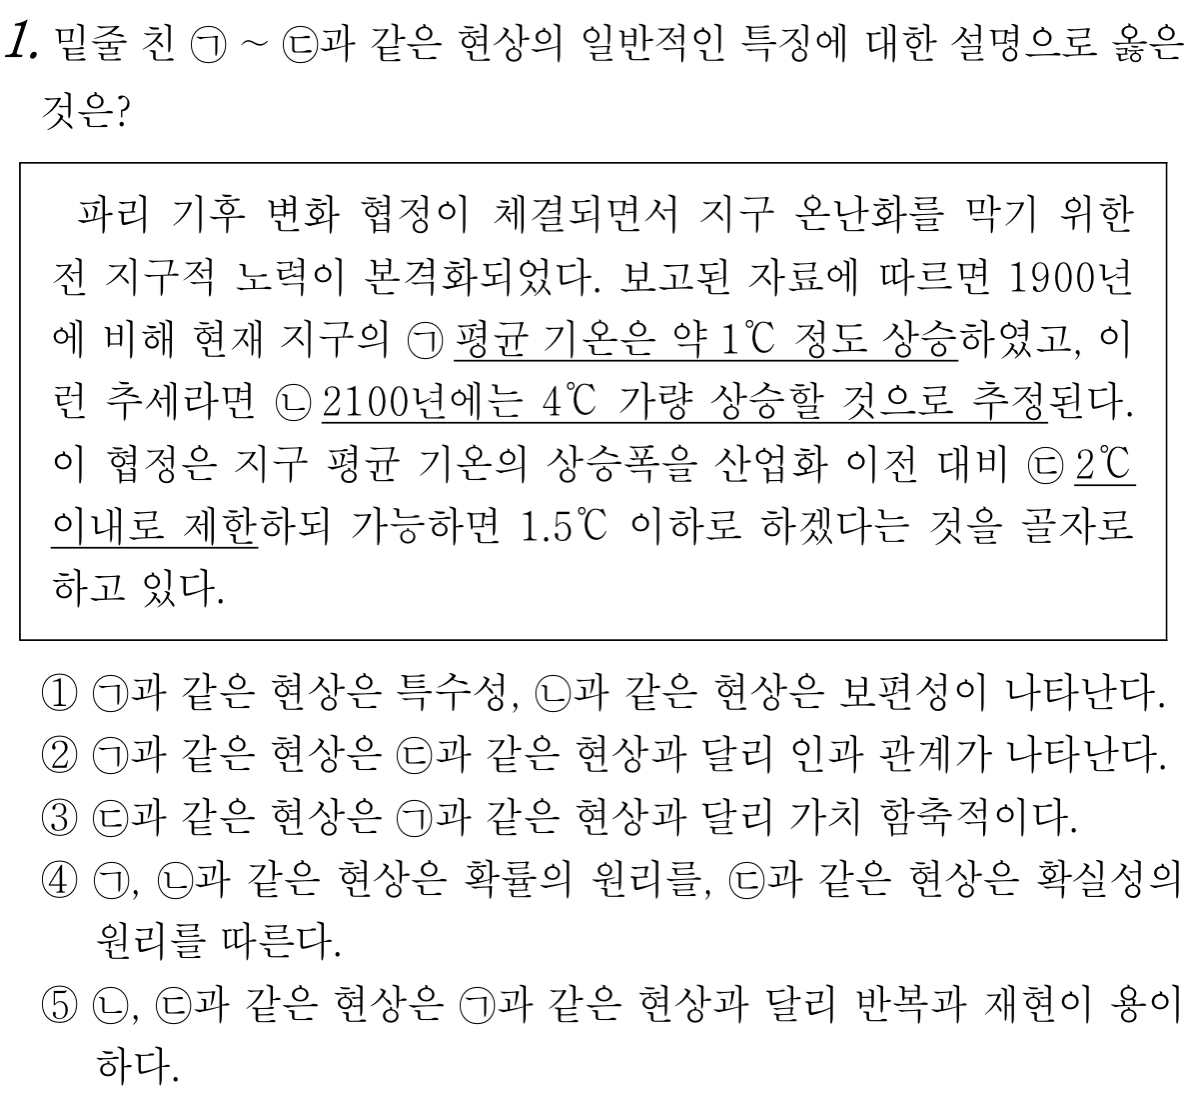 1. 밑줄 친 ㉠ ~ ㉢과 같은 현상의 일반적인 특징에 대한 설명으로 옳은
것은?
파리 기후 변화 협정이 체결되면서 지구 온난화를 막기 위한
전 지구적 노력이 본격화되었다. 보고된 자료에 따르면 1900년
에 비해 현재 지구의 ㉠ 평균 기온은 약 1℃ 정도 상승하였고, 이
런 추세라면 ㉡ 2100년에는 4℃ 가량 상승할 것으로 추정된다.
이 협정은 지구 평균 기온의 상승폭을 산업화 이전 대비 ㉢ 2℃
이내로 제한하되 가능하면 1.5℃ 이하로 하겠다는 것을 골자로
하고 있다.
① ㉠과 같은 현상은 특수성, ㉡과 같은 현상은 보편성이 나타난다.
② ㉠과 같은 현상은 ㉢과 같은 현상과 달리 인과 관계가 나타난다.
③ ㉢과 같은 현상은 ㉠과 같은 현상과 달리 가치 함축적이다.
④ ㉠, ㉡과 같은 현상은 확률의 원리를, ㉢과 같은 현상은 확실성의
원리를 따른다.
⑤ ㉡, ㉢과 같은 현상은 ㉠과 같은 현상과 달리 반복과 재현이 용이
하다.